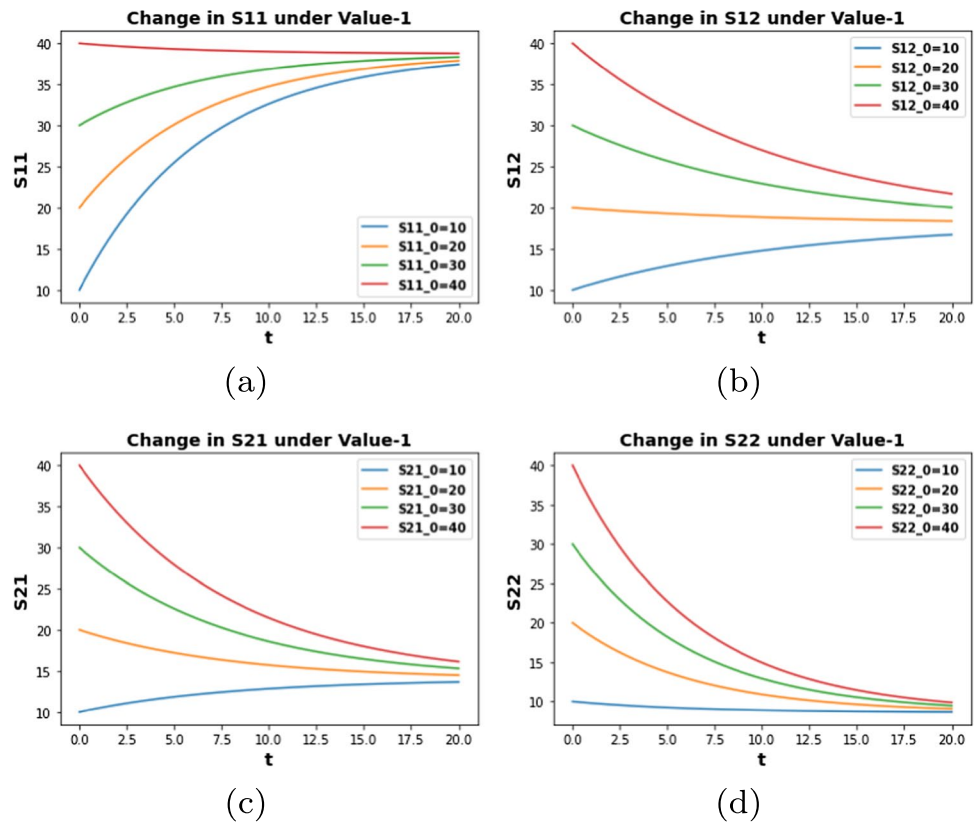 Change in S11 under Value-1
S11
40
35
30
25
20
15
10
S11_0=10
S11_0=20
S11_0=30
S11_0=40
0.0 2.5 5.0 7.5 10.0 12.5 15.0 17.5 20.0
t
(a)
Change in S12 under Value-1
S12
40
35
30
25
20
15
10
S12_0=10
S12_0=20
S12_0=30
S12_0=40
0.0 2.5 5.0 7.5 10.0 12.5 15.0 17.5 20.0
t
(b)
Change in S21 under Value-1
S21
40
35
30
25
20
15
10
S21_0=10
S21_0=20
S21_0=30
S21_0=40
0.0 2.5 5.0 7.5 10.0 12.5 15.0 17.5 20.0
t
(c)
Change in S22 under Value-1
S22
40
35
30
25
20
15
10
S22_0=10
S22_0=20
S22_0=30
S22_0=40
0.0 2.5 5.0 7.5 10.0 12.5 15.0 17.5 20.0
t
(d)